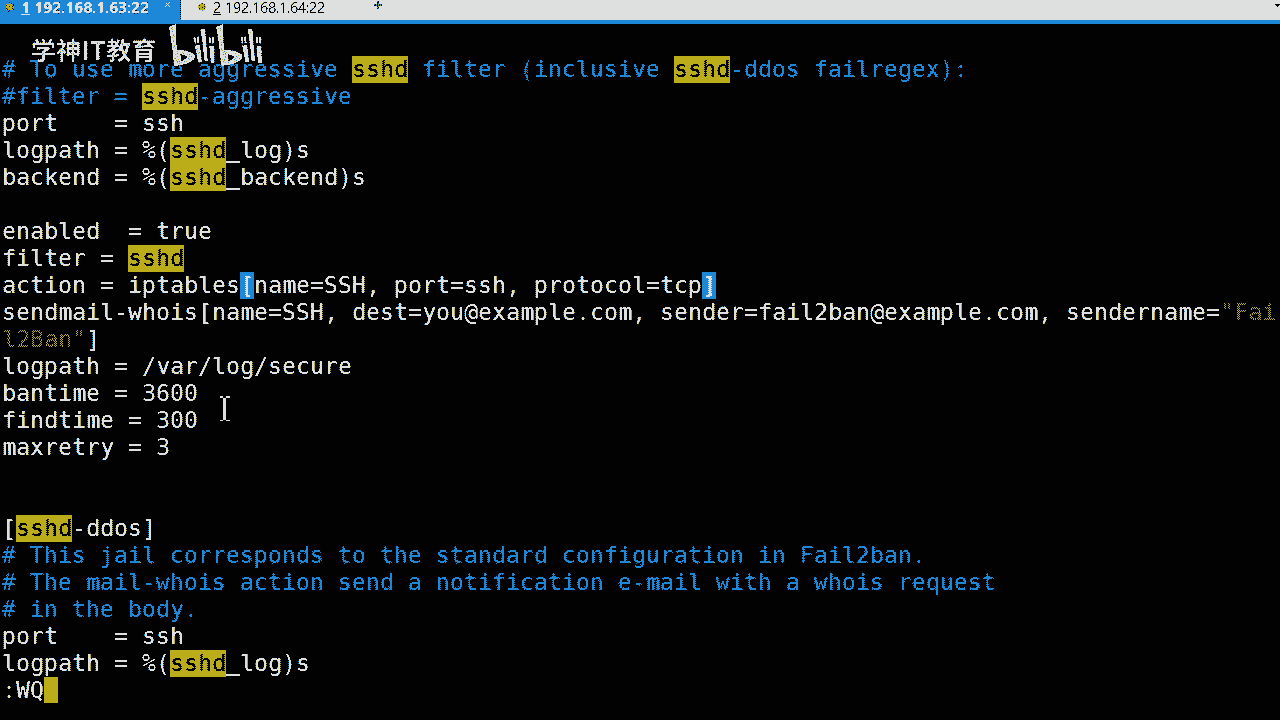 1 192.168.1.63:22 × 2 192.168.1.64:22 +
学神IT教育 bilibili
# To use more aggressive sshd filter (inclusive sshd-ddos failregex):
#filter = sshd-aggressive
port    = ssh
logpath = %(sshd_log)s
backend = %(sshd_backend)s
enabled  = true
filter = sshd
action = iptables[name=SSH, port=ssh, protocol=tcp]
sendmail-whois[name=SSH, dest=you@example.com, sender=fail2ban@example.com, sendername="Fai
l2Ban"]
logpath = /var/log/secure
bantime = 3600
findtime = 300
maxretry = 3
[sshd-ddos]
# This jail corresponds to the standard configuration in Fail2ban.
# The mail-whois action send a notification e-mail with a whois request
# in the body.
port    = ssh
logpath = %(sshd_log)s
:WQ